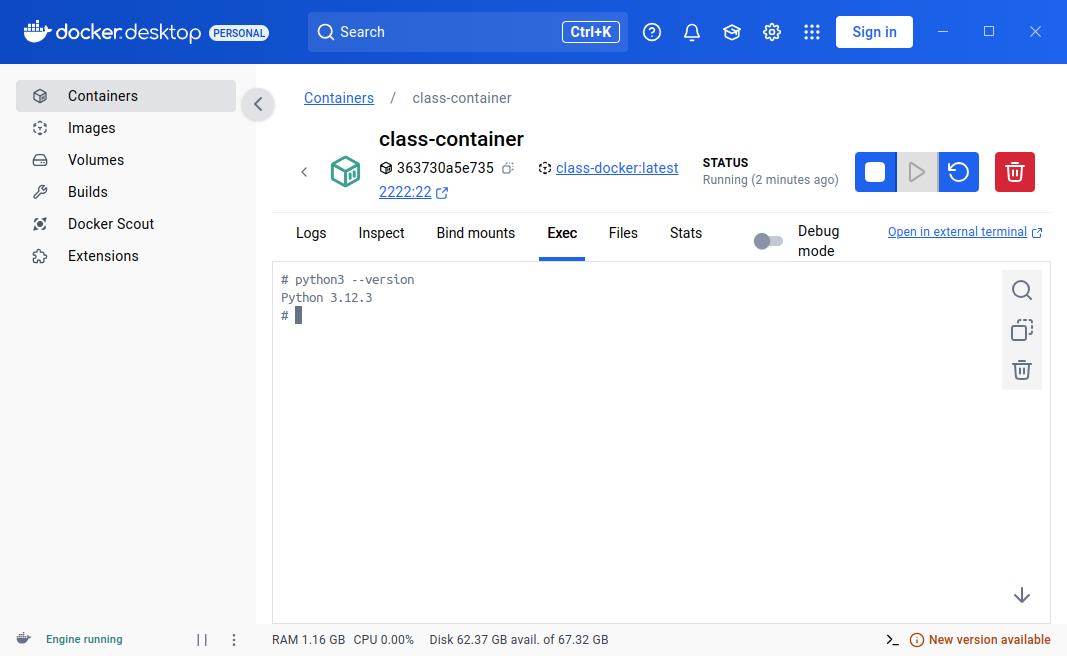 docker.desktop PERSONAL
Search Ctrl+K
Sign in
Containers
Images
Volumes
Builds
Docker Scout
Extensions
Containers / class-container
class-container
363730a5e735 class-docker:latest
2222:22
STATUS
Running (2 minutes ago)
Logs Inspect Bind mounts Exec Files Stats
Debug mode
Open in external terminal
# python3 --version
Python 3.12.3
#
Engine running
RAM 1.16 GB CPU 0.00% Disk 62.37 GB avail. of 67.32 GB
>_ New version available